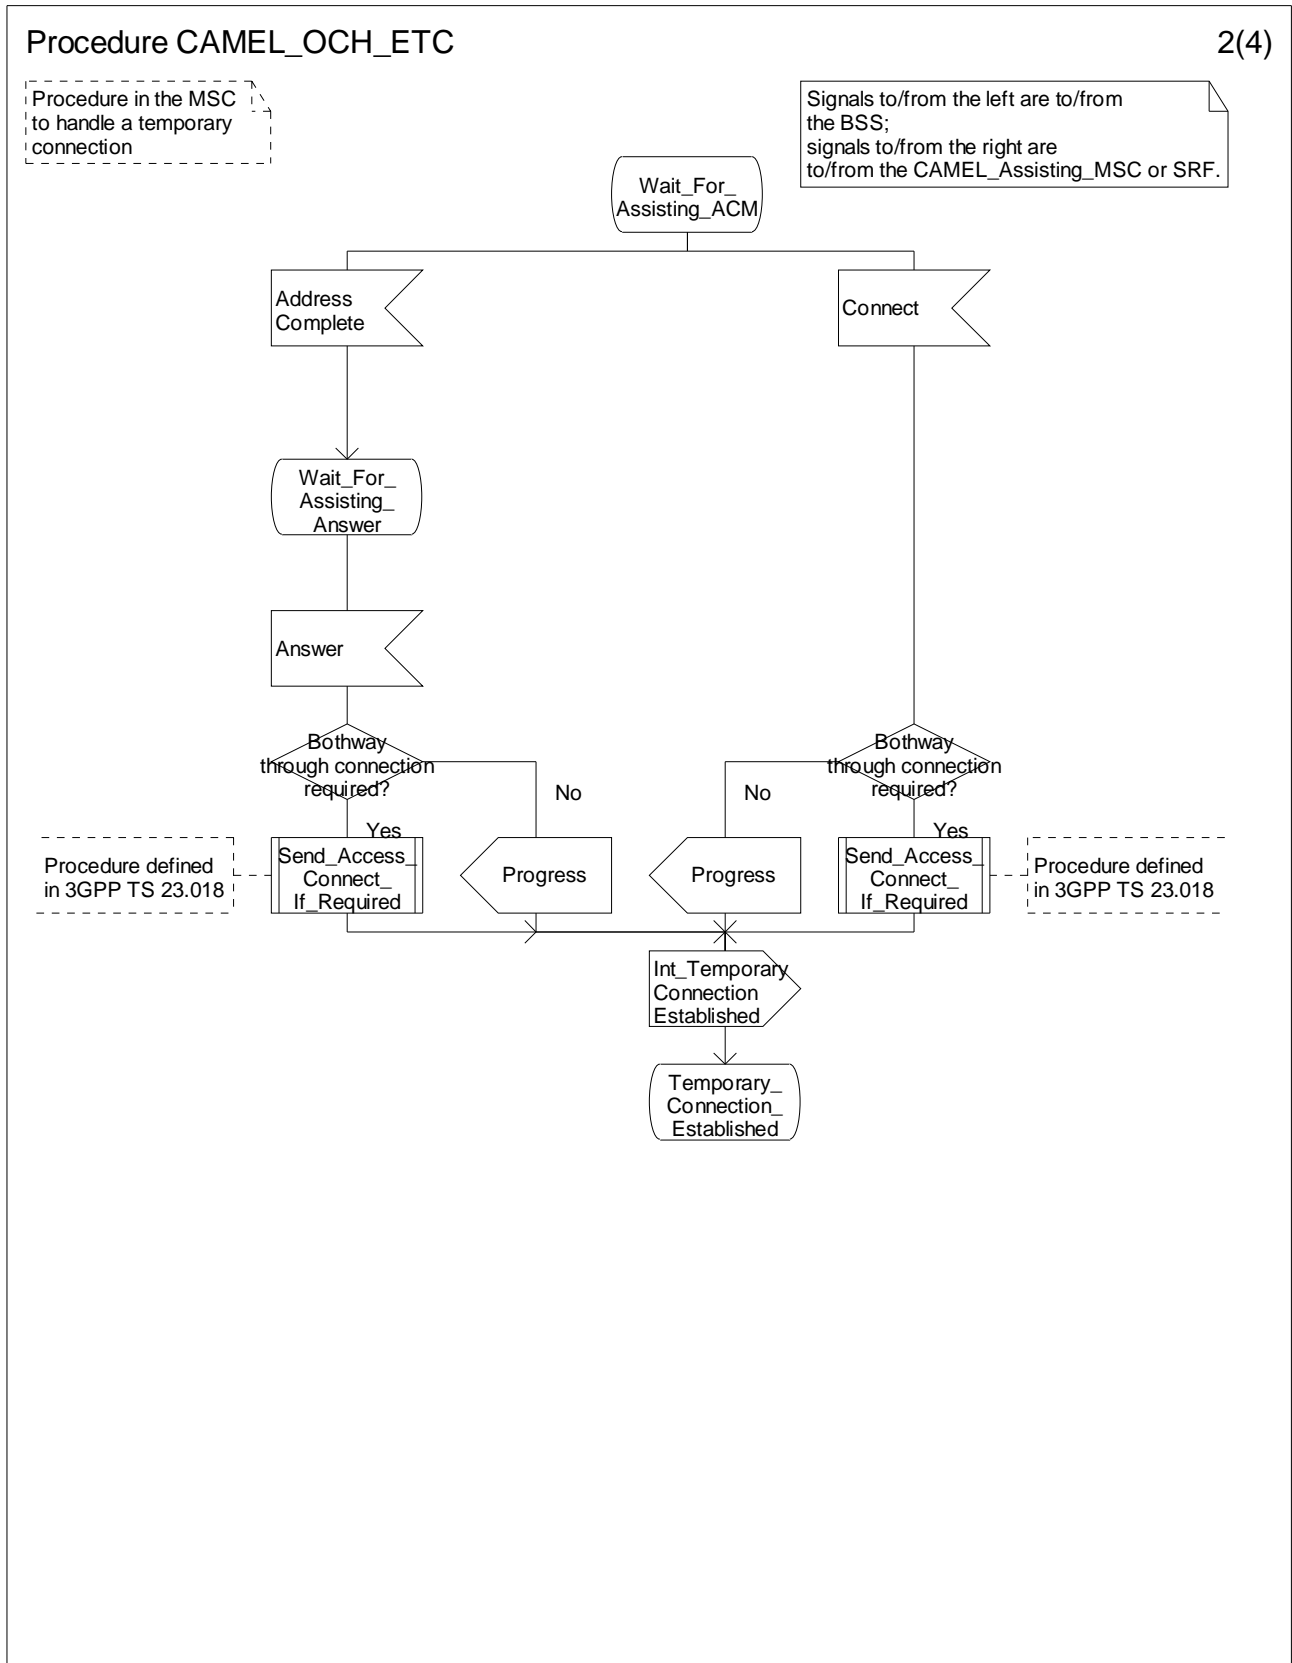 Procedure CAMEL_OCH_ETC
2(4)
Procedure in the MSC
to handle a temporary
connection
Signals to/from the left are to/from
the BSS;
signals to/from the right are
to/from the CAMEL_Assisting_MSC or SRF.
Wait_For_
Assisting_ACM
Address
Complete
Connect
Wait_For_
Assisting_
Answer
Answer
Bothway
through connection
required?
No
Yes
Bothway
through connection
required?
No
Yes
Procedure defined
in 3GPP TS 23.018
Send_Access_
Connect_
If_Required
Progress
Progress
Send_Access_
Connect_
If_Required
Procedure defined
in 3GPP TS 23.018
Int_Temporary
Connection
Established
Temporary_
Connection_
Established